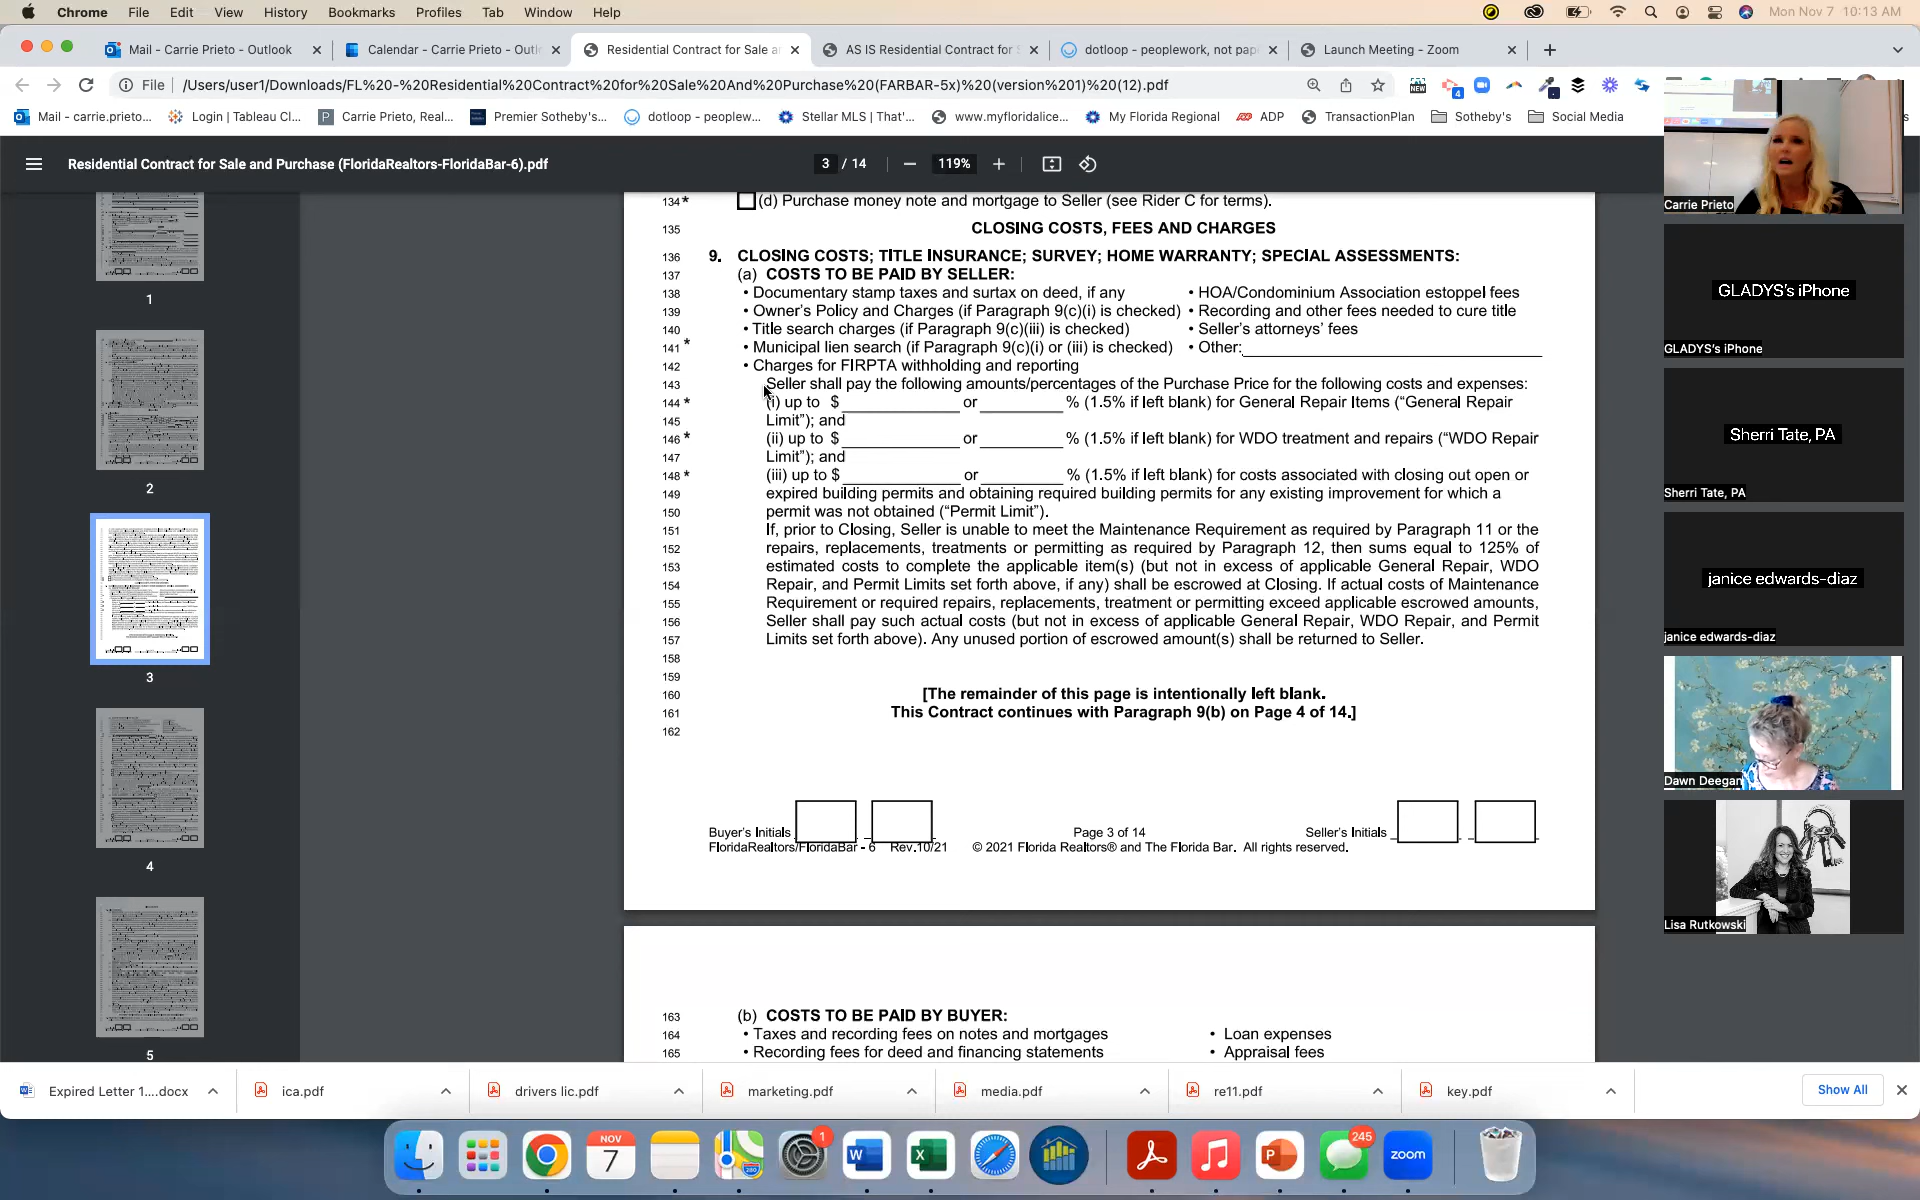 Chrome File Edit View History Bookmarks Profiles Tab Window Help Mon Nov 7 10:13 AM
Mail - Carrie Prieto - Outlook Calendar - Carrie Prieto - Outl Residential Contract for Sale a AS IS Residential Contract for S dotloop - peoplework, not pap Launch Meeting - Zoom
File /Users/user1/Downloads/FL%20-%20Residential%20Contract%20for%20Sale%20And%20Purchase%20(FARBAR-5x)%20(version%201)%20(12).pdf
Mail - carrie.prieto... Login | Tableau Cl... Carrie Prieto, Real... Premier Sotheby's... dotloop - peoplew... Stellar MLS | That'... www.myfloridalice... My Florida Regional ADP TransactionPlan Sotheby's Social Media
Residential Contract for Sale and Purchase (FloridaRealtors-FloridaBar-6).pdf 3 / 14 119%
134* (d) Purchase money note and mortgage to Seller (see Rider C for terms).
135 CLOSING COSTS, FEES AND CHARGES
136 9. CLOSING COSTS; TITLE INSURANCE; SURVEY; HOME WARRANTY; SPECIAL ASSESSMENTS:
137 (a) COSTS TO BE PAID BY SELLER:
138 • Documentary stamp taxes and surtax on deed, if any • HOA/Condominium Association estoppel fees
139 • Owner's Policy and Charges (if Paragraph 9(c)(i) is checked) • Recording and other fees needed to cure title
140 • Title search charges (if Paragraph 9(c)(iii) is checked) • Seller's attorneys' fees
141 * • Municipal lien search (if Paragraph 9(c)(i) or (iii) is checked) • Other:
142 • Charges for FIRPTA withholding and reporting
143 Seller shall pay the following amounts/percentages of the Purchase Price for the following costs and expenses:
144 * (i) up to $ ______ or ______ % (1.5% if left blank) for General Repair Items (“General Repair
145 Limit”); and
146 * (ii) up to $ ______ or ______ % (1.5% if left blank) for WDO treatment and repairs (“WDO Repair
147 Limit”); and
148 * (iii) up to $ ______ or ______ % (1.5% if left blank) for costs associated with closing out open or
149 expired building permits and obtaining required building permits for any existing improvement for which a
150 permit was not obtained (“Permit Limit”).
151 If, prior to Closing, Seller is unable to meet the Maintenance Requirement as required by Paragraph 11 or the
152 repairs, replacements, treatments or permitting as required by Paragraph 12, then sums equal to 125% of
153 estimated costs to complete the applicable item(s) (but not in excess of applicable General Repair, WDO
154 Repair, and Permit Limits set forth above, if any) shall be escrowed at Closing. If actual costs of Maintenance
155 Requirement or required repairs, replacements, treatment or permitting exceed applicable escrowed amounts,
156 Seller shall pay such actual costs (but not in excess of applicable General Repair, WDO Repair, and Permit
157 Limits set forth above). Any unused portion of escrowed amount(s) shall be returned to Seller.
158
159
160 [The remainder of this page is intentionally left blank.
161 This Contract continues with Paragraph 9(b) on Page 4 of 14.]
162
Buyer's Initials Page 3 of 14 Seller's Initials
FloridaRealtors/FloridaBar - 6 Rev.10/21 © 2021 Florida Realtors® and The Florida Bar. All rights reserved.
163 (b) COSTS TO BE PAID BY BUYER:
164 • Taxes and recording fees on notes and mortgages • Loan expenses
165 • Recording fees for deed and financing statements • Appraisal fees
1
2
3
4
5
Carrie Prieto
GLADYS's iPhone
GLADYS's iPhone
Sherri Tate, PA
Sherri Tate, PA
janice edwards-diaz
janice edwards-diaz
Dawn Deegan
Lisa Rutkowski
Expired Letter 1....docx ica.pdf drivers lic.pdf marketing.pdf media.pdf re11.pdf key.pdf Show All
NOV
7
1
245
zoom